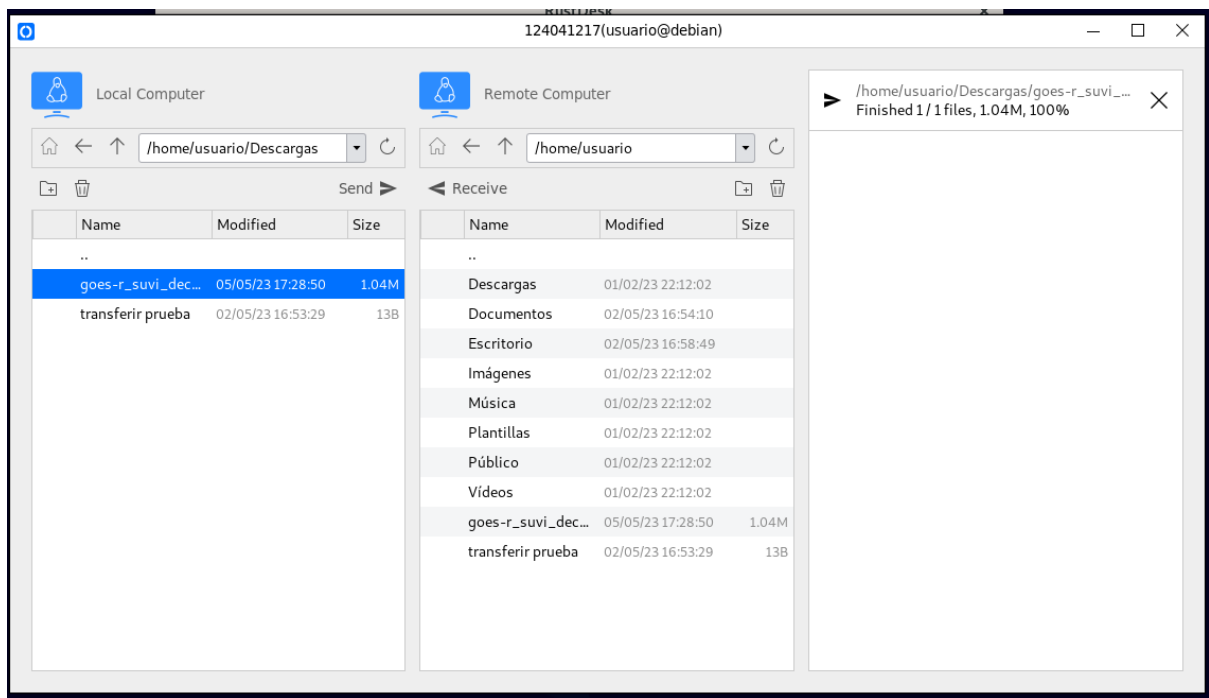 RustDesk
124041217(usuario@debian)
Local Computer
/home/usuario/Descargas
Send
Name Modified Size
..
goes-r_suvi_dec... 05/05/23 17:28:50 1.04M
transferir prueba 02/05/23 16:53:29 13B
Remote Computer
/home/usuario
Receive
Name Modified Size
..
Descargas 01/02/23 22:12:02
Documentos 02/05/23 16:54:10
Escritorio 02/05/23 16:58:49
Imágenes 01/02/23 22:12:02
Música 01/02/23 22:12:02
Plantillas 01/02/23 22:12:02
Público 01/02/23 22:12:02
Vídeos 01/02/23 22:12:02
goes-r_suvi_dec... 05/05/23 17:28:50 1.04M
transferir prueba 02/05/23 16:53:29 13B
/home/usuario/Descargas/goes-r_suvi_...
Finished 1 / 1 files, 1.04M, 100%